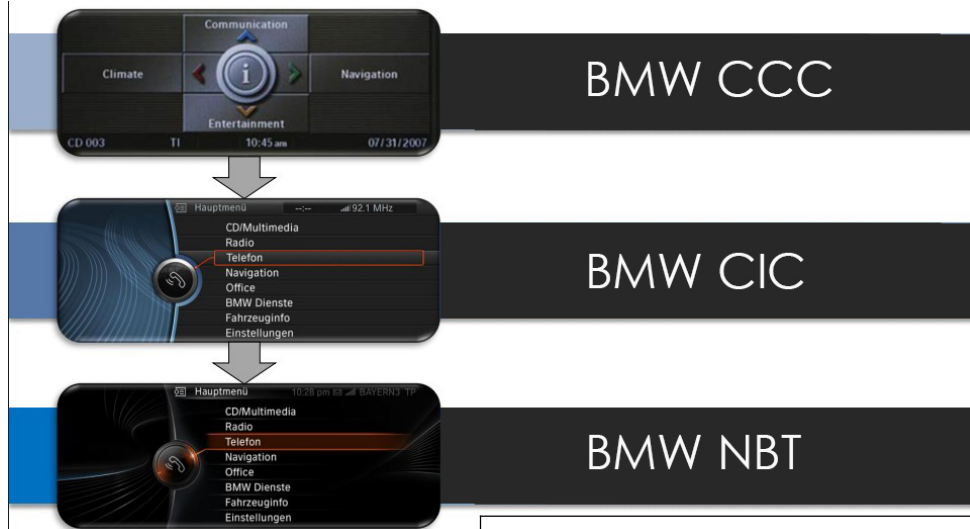 Communication
Climate
i
Navigation
Entertainment
CD 003 TI 10:45 am 07/31/2007
BMW CCC
Hauptmenü --:-- 92.1 MHz
CD/Multimedia
Radio
Telefon
Navigation
Office
BMW Dienste
Fahrzeuginfo
Einstellungen
BMW CIC
Hauptmenü 10:28 pm BAYERN3 TP
CD/Multimedia
Radio
Telefon
Navigation
Office
BMW Dienste
Fahrzeuginfo
Einstellungen
BMW NBT